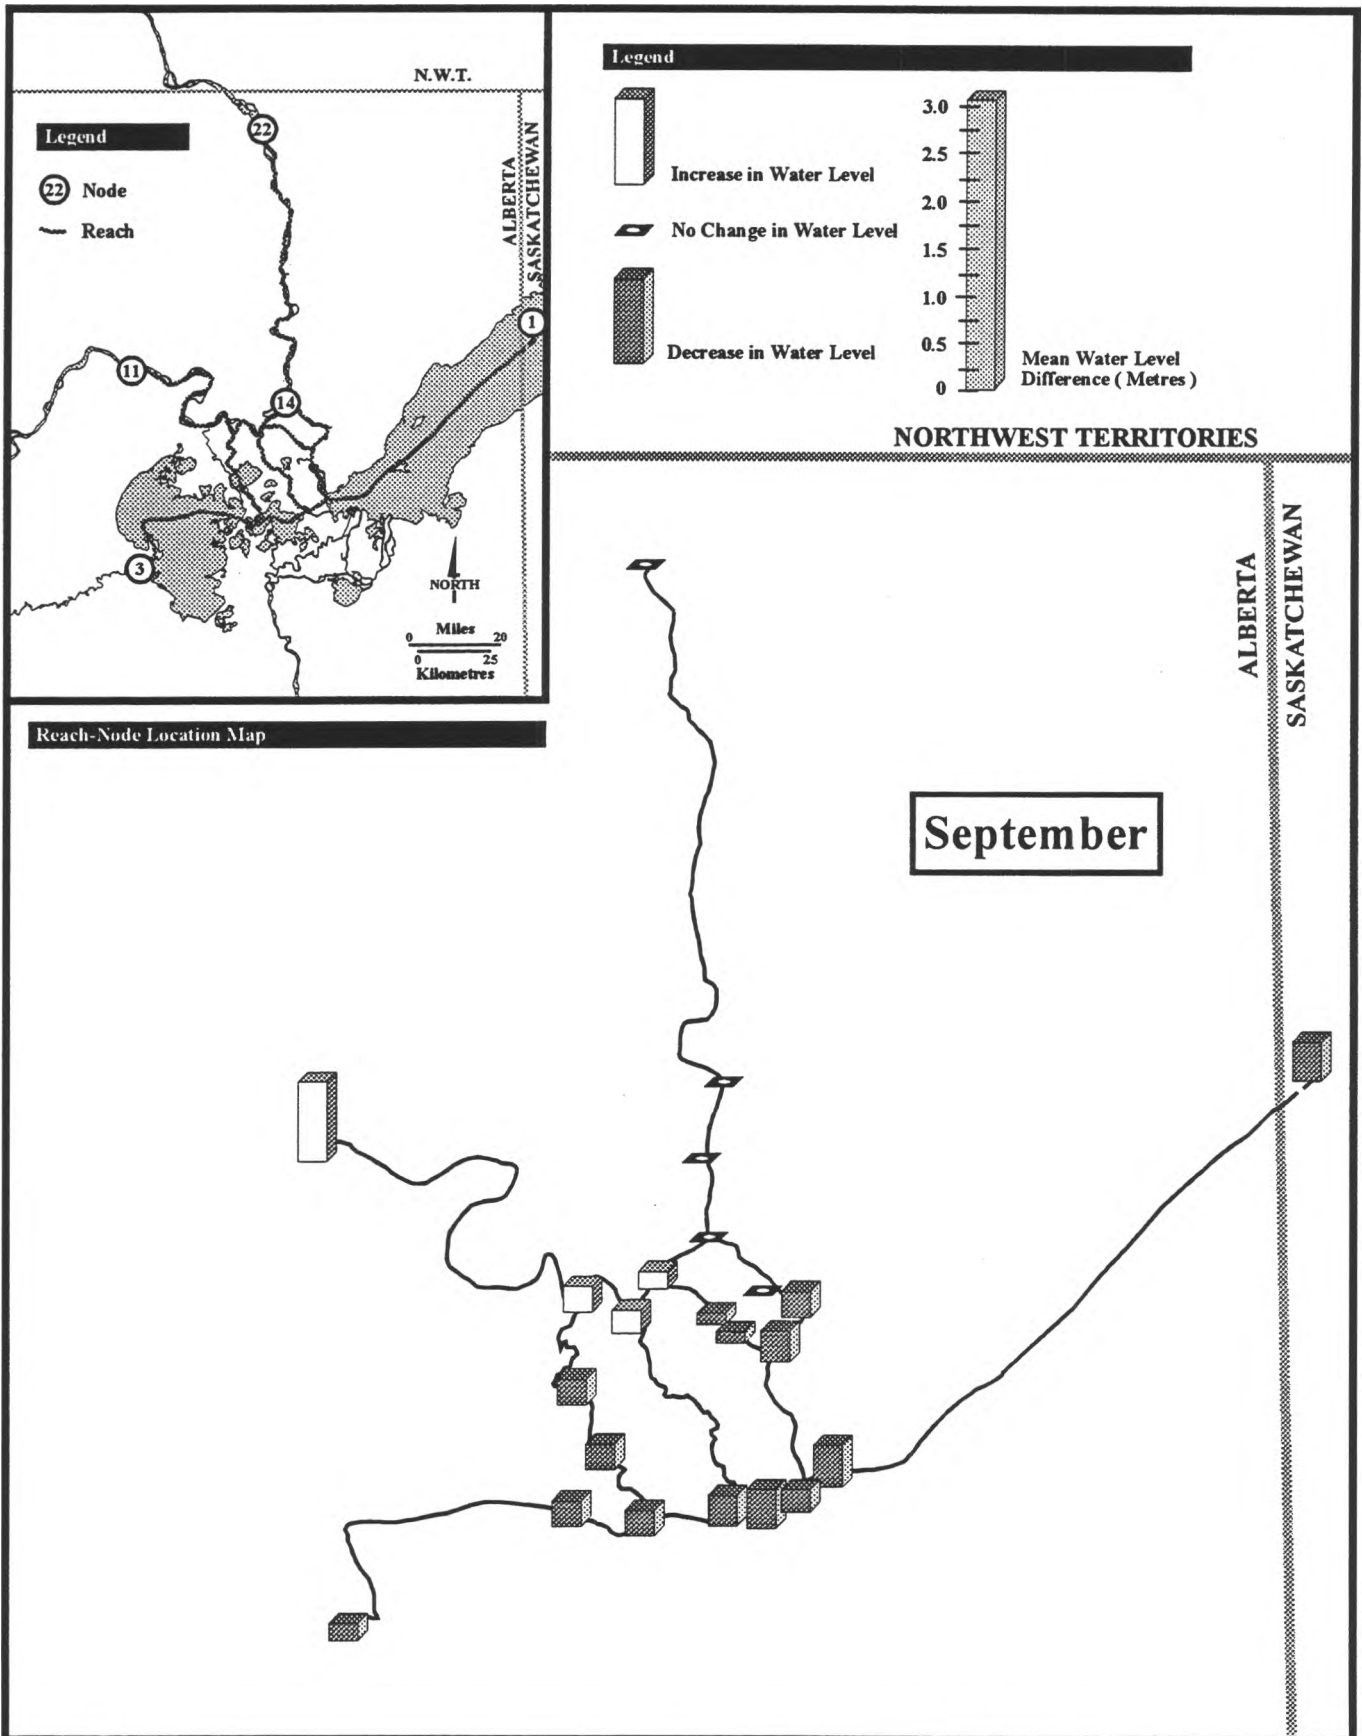 N.W.T.
Legend
22
22 Node
Reach
ALBERTA
SASKATCHEWAN
1
11
14
3
NORTH
Miles
0 20
0 25
Kilometres
Reach-Node Location Map
Legend
Increase in Water Level
No Change in Water Level
Decrease in Water Level
3.0
2.5
2.0
1.5
1.0
0.5
0
Mean Water Level
Difference ( Metres )
NORTHWEST TERRITORIES
ALBERTA
SASKATCHEWAN
September